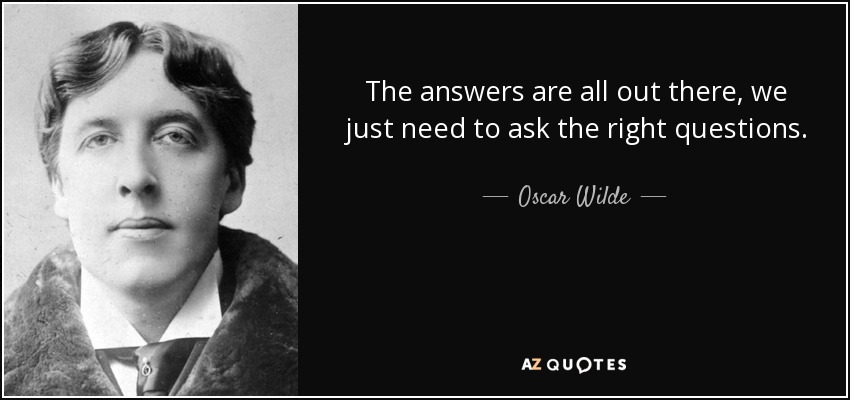 The answers are all out there, we
just need to ask the right questions.
Oscar Wilde
AZ QUOTES